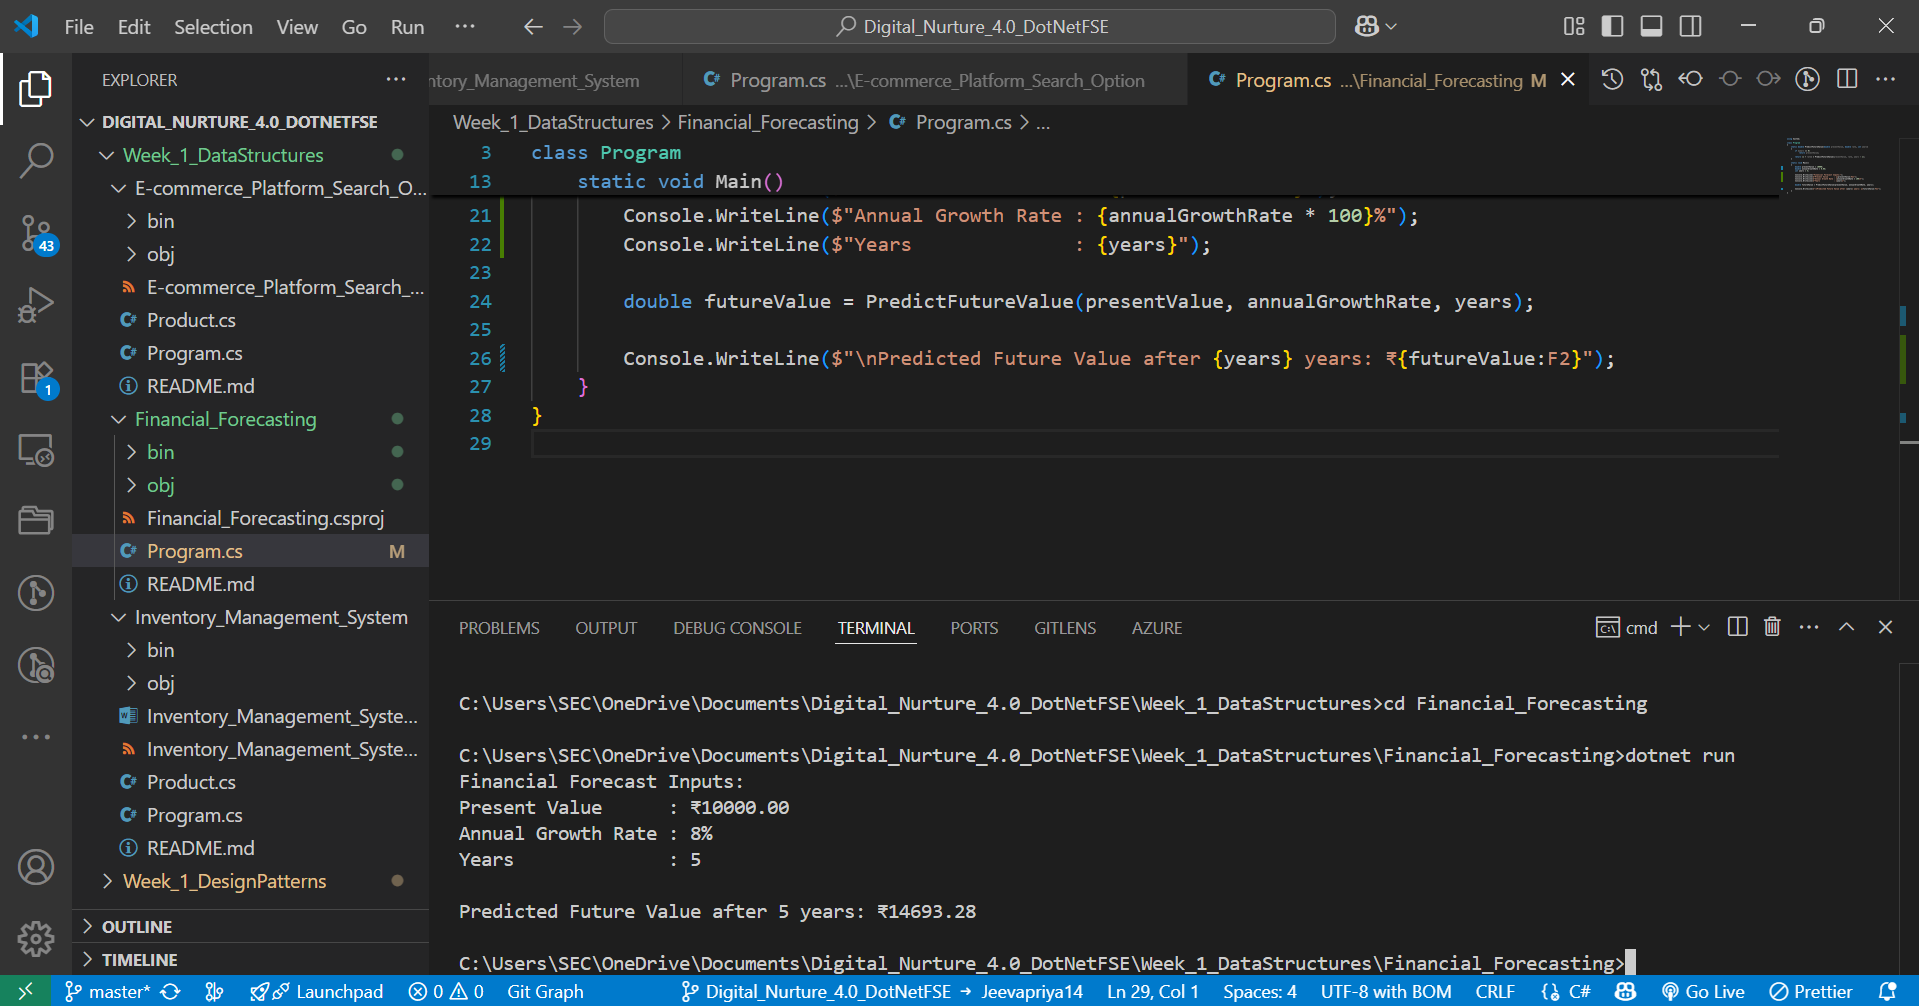 File Edit Selection View Go Run ··· Digital_Nurture_4.0_DotNetFSE
EXPLORER
ntory_Management_System
Program.cs ...\E-commerce_Platform_Search_Option
Program.cs ...\Financial_Forecasting M
DIGITAL_NURTURE_4.0_DOTNETFSE
Week_1_DataStructures
E-commerce_Platform_Search_O...
bin
obj
E-commerce_Platform_Search_...
Product.cs
Program.cs
README.md
Financial_Forecasting
bin
obj
Financial_Forecasting.csproj
Program.cs M
README.md
Inventory_Management_System
bin
obj
Inventory_Management_Syste...
Inventory_Management_Syste...
Product.cs
Program.cs
README.md
Week_1_DesignPatterns
OUTLINE
TIMELINE
43
1
Week_1_DataStructures > Financial_Forecasting > Program.cs > ...
3 class Program
13 static void Main()
21 Console.WriteLine($"Annual Growth Rate : {annualGrowthRate * 100}%");
22 Console.WriteLine($"Years : {years}");
23
24 double futureValue = PredictFutureValue(presentValue, annualGrowthRate, years);
25
26 Console.WriteLine($"\nPredicted Future Value after {years} years: ₹{futureValue:F2}");
27 }
28 }
29
PROBLEMS OUTPUT DEBUG CONSOLE TERMINAL PORTS GITLENS AZURE
cmd
C:\Users\SEC\OneDrive\Documents\Digital_Nurture_4.0_DotNetFSE\Week_1_DataStructures>cd Financial_Forecasting
C:\Users\SEC\OneDrive\Documents\Digital_Nurture_4.0_DotNetFSE\Week_1_DataStructures\Financial_Forecasting>dotnet run
Financial Forecast Inputs:
Present Value : ₹10000.00
Annual Growth Rate : 8%
Years : 5
Predicted Future Value after 5 years: ₹14693.28
C:\Users\SEC\OneDrive\Documents\Digital_Nurture_4.0_DotNetFSE\Week_1_DataStructures\Financial_Forecasting>
master* Launchpad 0 0 Git Graph Digital_Nurture_4.0_DotNetFSE → Jeevapriya14 Ln 29, Col 1 Spaces: 4 UTF-8 with BOM CRLF {} C# Go Live Prettier